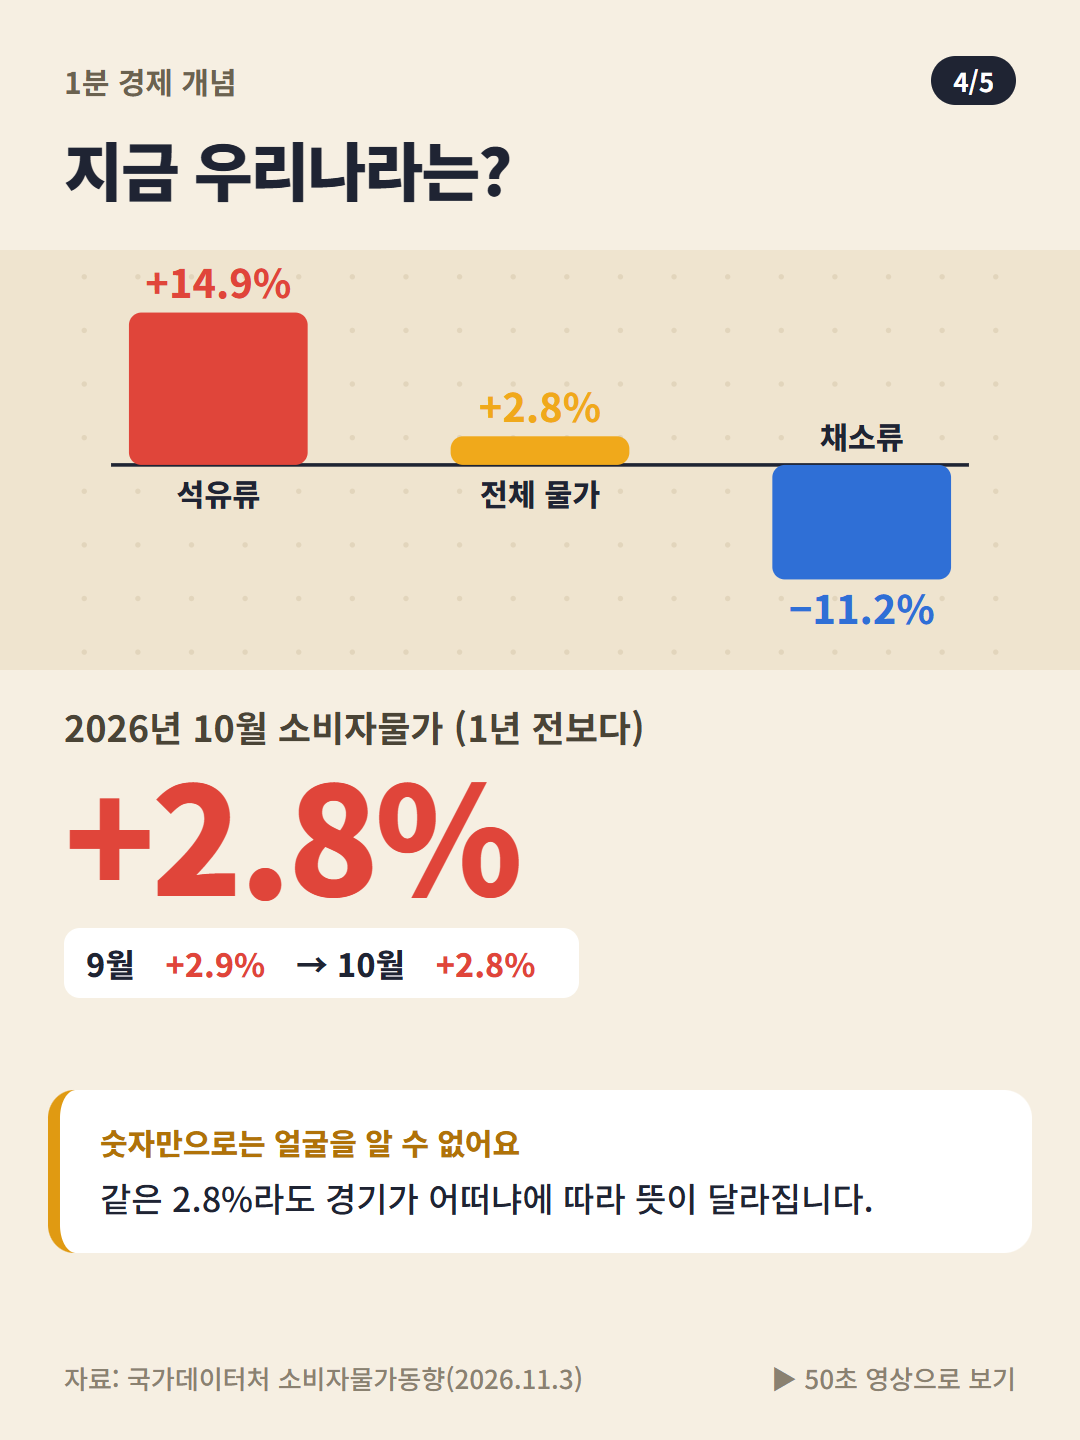 1분 경제 개념
4/5
지금 우리나라는?
+14.9%
+2.8%
채소류
석유류
전체 물가
−11.2%
2026년 10월 소비자물가 (1년 전보다)
+2.8%
9월 +2.9% → 10월 +2.8%
숫자만으로는 얼굴을 알 수 없어요
같은 2.8%라도 경기가 어떠냐에 따라 뜻이 달라집니다.
자료: 국가데이터처 소비자물가동향(2026.11.3)
▶ 50초 영상으로 보기